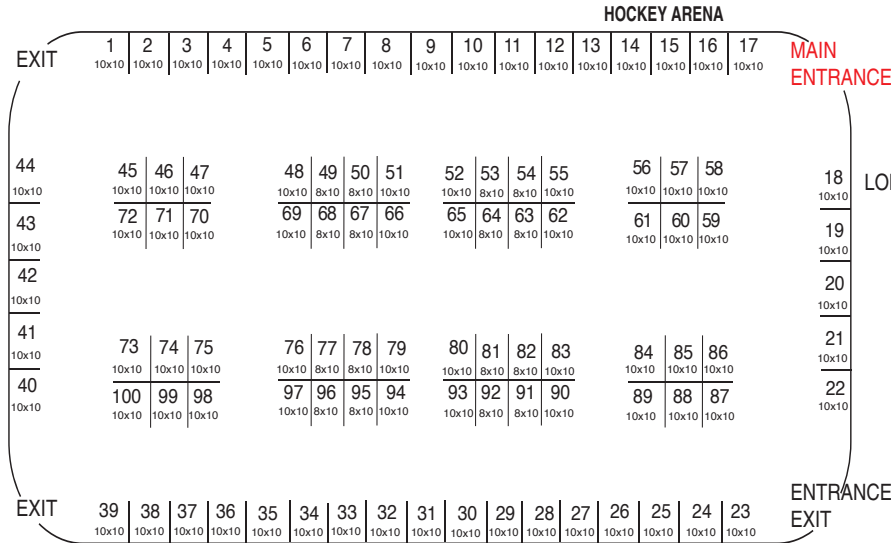 HOCKEY ARENA
EXIT
1 2 3 4 5 6 7 8 9 10 11 12 13 14 15 16 17
10x10 10x10 10x10 10x10 10x10 10x10 10x10 10x10 10x10 10x10 10x10 10x10 10x10 10x10 10x10 10x10 10x10
MAIN
ENTRANCE
44
10x10
43
10x10
42
10x10
41
10x10
40
10x10
45 46 47
10x10 10x10 10x10
72 71 70
10x10 10x10 10x10
48 49 50 51
10x10 8x10 8x10 10x10
69 68 67 66
10x10 8x10 8x10 10x10
52 53 54 55
10x10 8x10 8x10 10x10
65 64 63 62
10x10 8x10 8x10 10x10
56 57 58
10x10 10x10 10x10
61 60 59
10x10 10x10 10x10
18
10x10
19
10x10
20
10x10
21
10x10
22
10x10
73 74 75
10x10 10x10 10x10
100 99 98
10x10 10x10 10x10
76 77 78 79
10x10 8x10 8x10 10x10
97 96 95 94
10x10 8x10 8x10 10x10
80 81 82 83
10x10 8x10 8x10 10x10
93 92 91 90
10x10 8x10 8x10 10x10
84 85 86
10x10 10x10 10x10
89 88 87
10x10 10x10 10x10
EXIT
39 38 37 36 35 34 33 32 31 30 29 28 27 26 25 24 23
10x10 10x10 10x10 10x10 10x10 10x10 10x10 10x10 10x10 10x10 10x10 10x10 10x10 10x10 10x10 10x10 10x10
ENTRANCE
EXIT